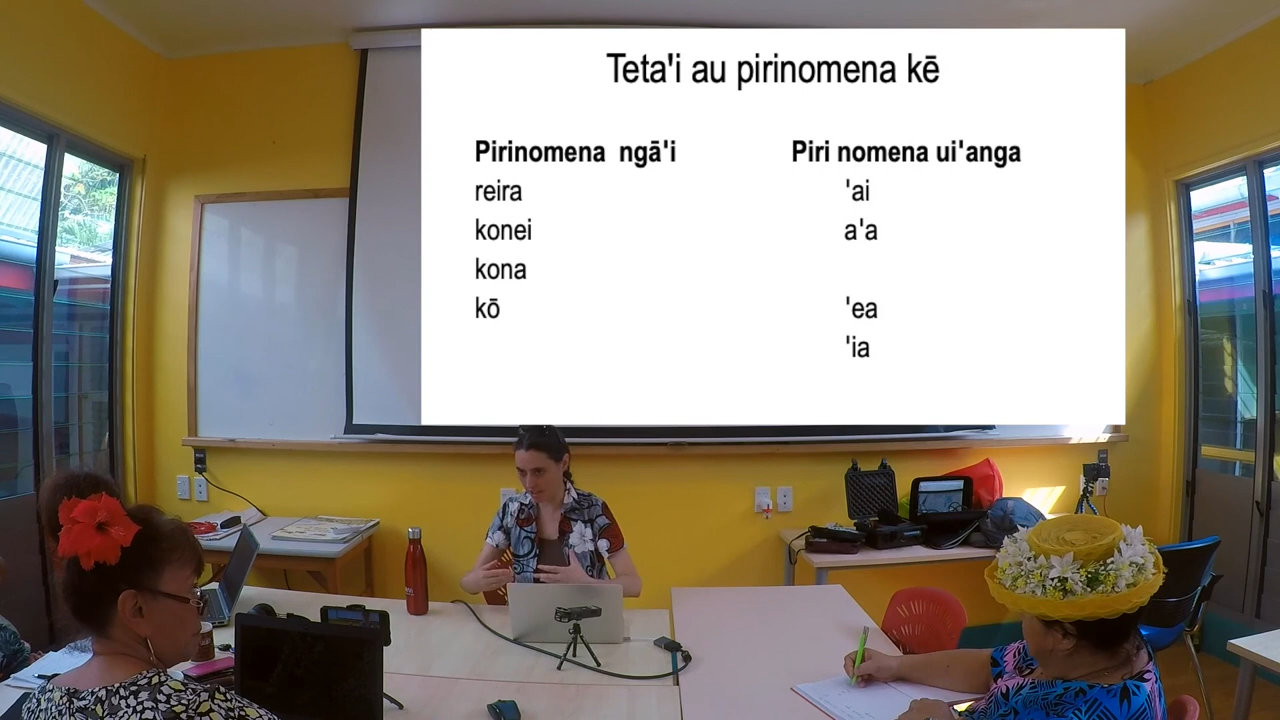 Teta'i au pirinomena kē
Pirinomena ngā'i
reira
konei
kona
kō
Piri nomena ui'anga
'ai
a'a
'ea
'ia